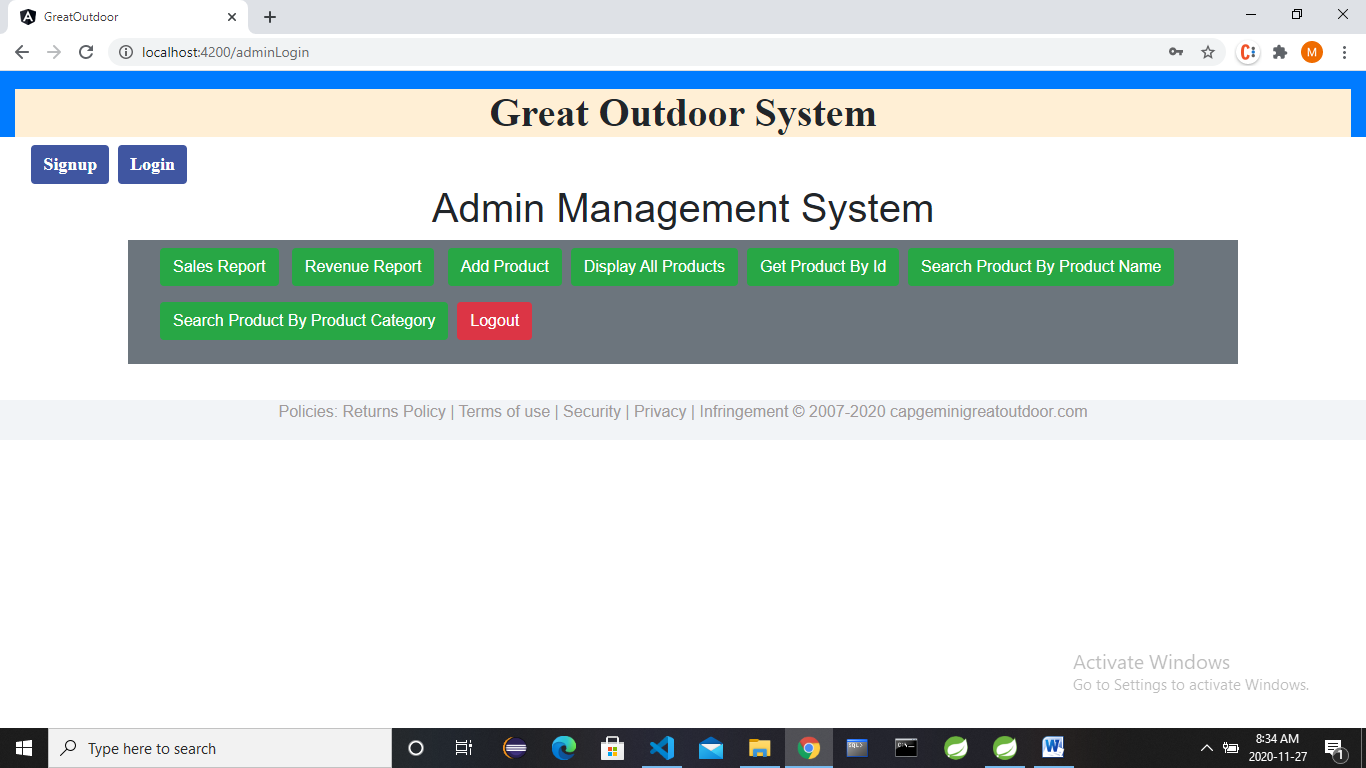 GreatOutdoor
localhost:4200/adminLogin
M
Great Outdoor System
Signup Login
Admin Management System
Sales Report Revenue Report Add Product Display All Products Get Product By Id Search Product By Product Name
Search Product By Product Category Logout
Policies: Returns Policy | Terms of use | Security | Privacy | Infringement © 2007-2020 capgeminigreatoutdoor.com
Activate Windows
Go to Settings to activate Windows.
Type here to search
8:34 AM
2020-11-27
1